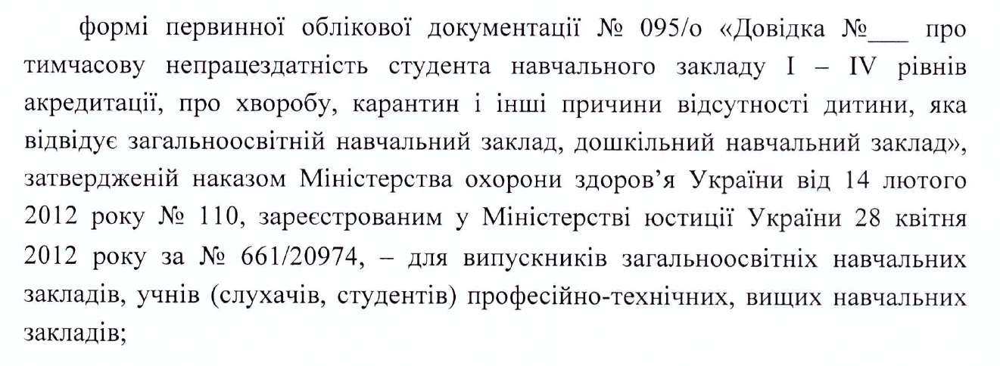 формі первинної облікової документації № 095/о «Довідка №___ про
тимчасову непрацездатність студента навчального закладу І – ІV рівнів
акредитації, про хворобу, карантин і інші причини відсутності дитини, яка
відвідує загальноосвітній навчальний заклад, дошкільний навчальний заклад»,
затвердженій наказом Міністерства охорони здоров’я України від 14 лютого
2012 року № 110, зареєстрованим у Міністерстві юстиції України 28 квітня
2012 року за № 661/20974, – для випускників загальноосвітніх навчальних
закладів, учнів (слухачів, студентів) професійно-технічних, вищих навчальних
закладів;